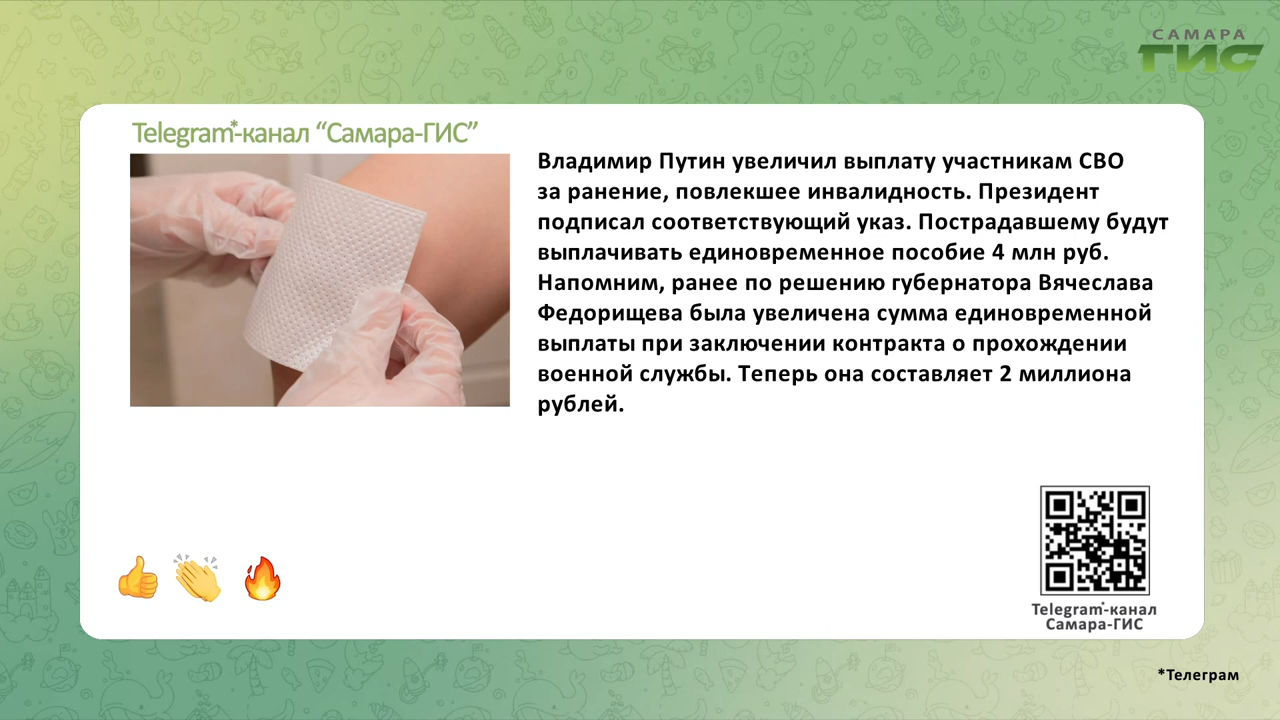 САМАРА
ГИС
Telegram*-канал “Самара-ГИС”
Владимир Путин увеличил выплату участникам СВО
за ранение, повлекшее инвалидность. Президент
подписал соответствующий указ. Пострадавшему будут
выплачивать единовременное пособие 4 млн руб.
Напомним, ранее по решению губернатора Вячеслава
Федорищева была увеличена сумма единовременной
выплаты при заключении контракта о прохождении
военной службы. Теперь она составляет 2 миллиона
рублей.
Telegram*-канал
Самара-ГИС
*Телеграм